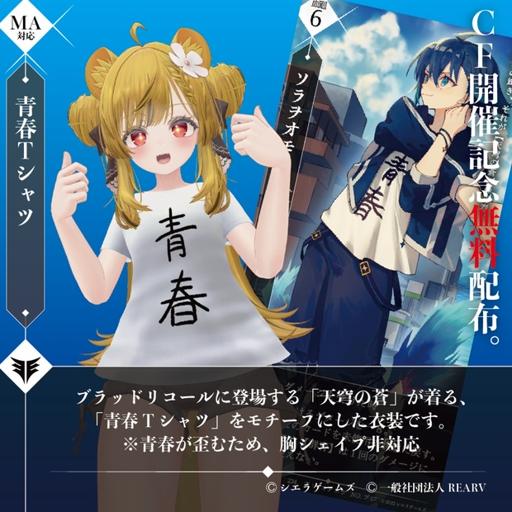 MA
対応
青春Tシャツ
6
ソラヲオモ
CF開催記念無料配布。
青春
青春
ブラッドリコールに登場する「天穹の蒼」が着る、
「青春Tシャツ」をモチーフにした衣装です。
※青春が歪むため、胸シェイプ非対応
© シエラゲームズ © 一般社団法人 REARV